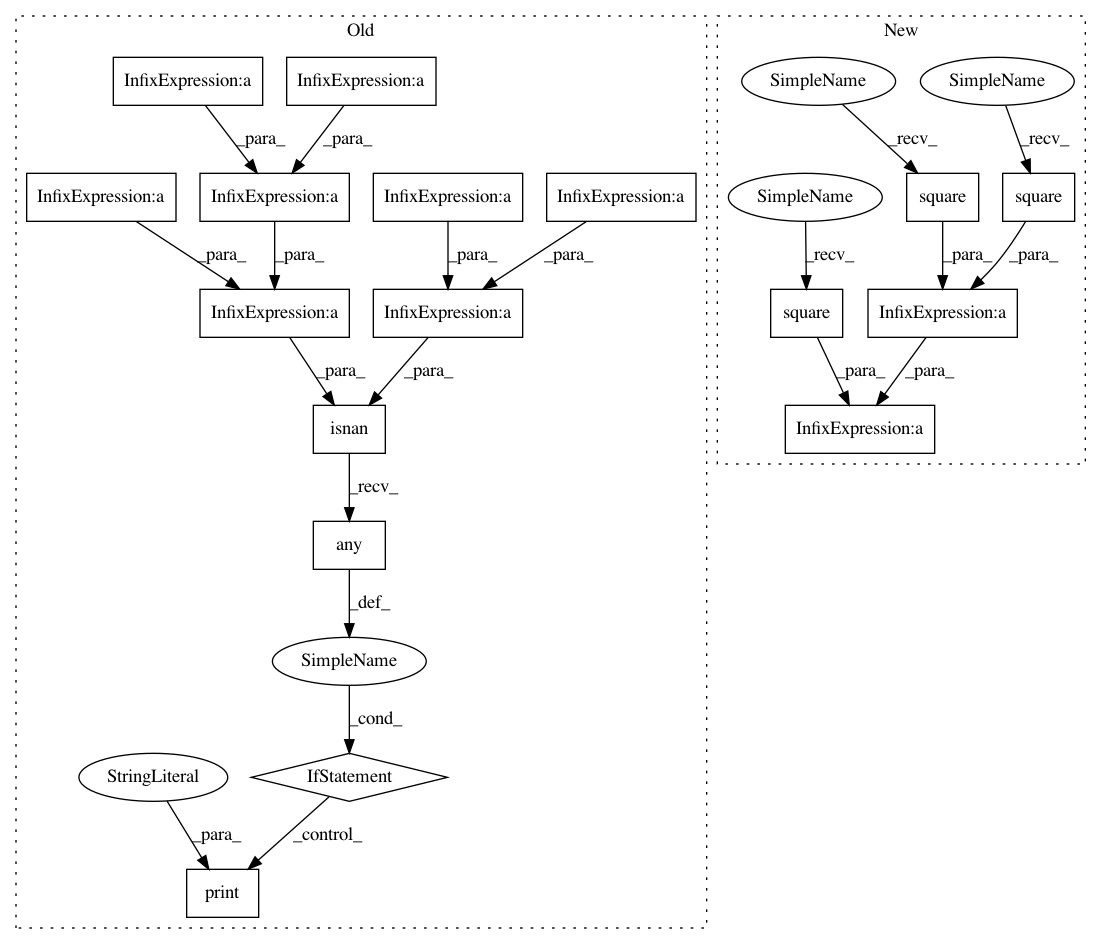 Old
New
InfixExpression:a
InfixExpression:a
SimpleName
SimpleName
_para_
_para_
_recv_
_recv_
InfixExpression:a
InfixExpression:a
InfixExpression:a
InfixExpression:a
SimpleName
square
square
_para_
_para_
_para_
_para_
_recv_
_para_
_para_
InfixExpression:a
InfixExpression:a
square
InfixExpression:a
_para_
_para_
_para_
_para_
isnan
InfixExpression:a
_recv_
any
_def_
SimpleName
_cond_
StringLiteral
IfStatement
_para_
_control_
print